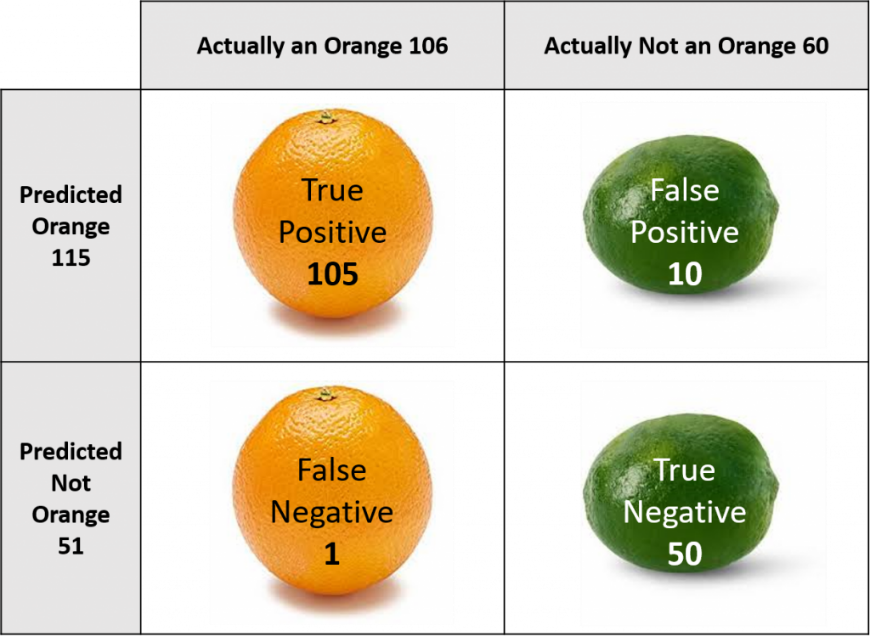 Actually an Orange 106
Actually Not an Orange 60
Predicted
Orange
115
True
Positive
105
False
Positive
10
Predicted
Not
Orange
51
False
Negative
1
True
Negative
50